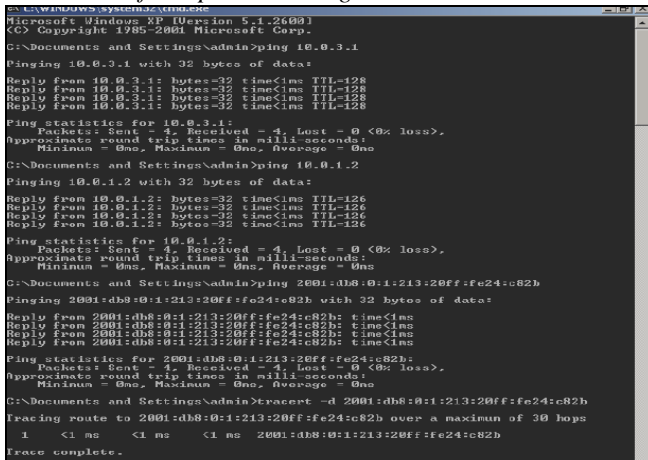 C:\WINDOWS\system32\cmd.exe
Microsoft Windows XP [Version 5.1.2600]
(C) Copyright 1985-2001 Microsoft Corp.
C:\Documents and Settings\admin>ping 10.0.3.1
Pinging 10.0.3.1 with 32 bytes of data:
Reply from 10.0.3.1: bytes=32 time<1ms TTL=128
Reply from 10.0.3.1: bytes=32 time<1ms TTL=128
Reply from 10.0.3.1: bytes=32 time<1ms TTL=128
Reply from 10.0.3.1: bytes=32 time<1ms TTL=128
Ping statistics for 10.0.3.1:
Packets: Sent = 4, Received = 4, Lost = 0 (0% loss),
Approximate round trip times in milli-seconds:
Minimum = 0ms, Maximum = 0ms, Average = 0ms
C:\Documents and Settings\admin>ping 10.0.1.2
Pinging 10.0.1.2 with 32 bytes of data:
Reply from 10.0.1.2: bytes=32 time<1ms TTL=126
Reply from 10.0.1.2: bytes=32 time<1ms TTL=126
Reply from 10.0.1.2: bytes=32 time<1ms TTL=126
Reply from 10.0.1.2: bytes=32 time<1ms TTL=126
Ping statistics for 10.0.1.2:
Packets: Sent = 4, Received = 4, Lost = 0 (0% loss),
Approximate round trip times in milli-seconds:
Minimum = 0ms, Maximum = 0ms, Average = 0ms
C:\Documents and Settings\admin>ping 2001:db8:0:1:213:20ff:fe24:c82b
Pinging 2001:db8:0:1:213:20ff:fe24:c82b with 32 bytes of data:
Reply from 2001:db8:0:1:213:20ff:fe24:c82b: time<1ms
Reply from 2001:db8:0:1:213:20ff:fe24:c82b: time<1ms
Reply from 2001:db8:0:1:213:20ff:fe24:c82b: time<1ms
Reply from 2001:db8:0:1:213:20ff:fe24:c82b: time<1ms
Ping statistics for 2001:db8:0:1:213:20ff:fe24:c82b:
Packets: Sent = 4, Received = 4, Lost = 0 (0% loss),
Approximate round trip times in milli-seconds:
Minimum = 0ms, Maximum = 0ms, Average = 0ms
C:\Documents and Settings\admin>tracert -d 2001:db8:0:1:213:20ff:fe24:c82b
Tracing route to 2001:db8:0:1:213:20ff:fe24:c82b over a maximum of 30 hops
1 <1 ms <1 ms <1 ms 2001:db8:0:1:213:20ff:fe24:c82b
Trace complete.